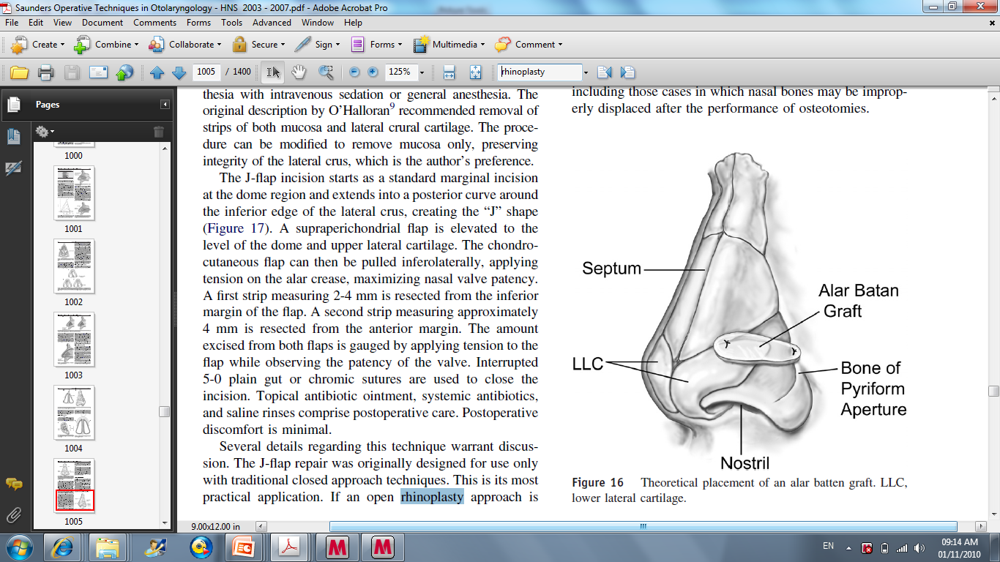 Saunders Operative Techniques in Otolaryngology - HNS 2003 - 2007.pdf - Adobe Acrobat Pro
File Edit View Document Comments Forms Tools Advanced Window Help
Create Combine Collaborate Secure Sign Forms Multimedia Comment
1005 / 1400 125% rhinoplasty
Pages
1000
1001
1002
1003
1004
1005
thesia with intravenous sedation or general anesthesia. The
original description by O’Halloran9 recommended removal of
strips of both mucosa and lateral crural cartilage. The proce-
dure can be modified to remove mucosa only, preserving
integrity of the lateral crus, which is the author’s preference.
The J-flap incision starts as a standard marginal incision
at the dome region and extends into a posterior curve around
the inferior edge of the lateral crus, creating the “J” shape
(Figure 17). A supraperichondrial flap is elevated to the
level of the dome and upper lateral cartilage. The chondro-
cutaneous flap can then be pulled inferolaterally, applying
tension on the alar crease, maximizing nasal valve patency.
A first strip measuring 2-4 mm is resected from the inferior
margin of the flap. A second strip measuring approximately
4 mm is resected from the anterior margin. The amount
excised from both flaps is gauged by applying tension to the
flap while observing the patency of the valve. Interrupted
5-0 plain gut or chromic sutures are used to close the
incision. Topical antibiotic ointment, systemic antibiotics,
and saline rinses comprise postoperative care. Postoperative
discomfort is minimal.
Several details regarding this technique warrant discus-
sion. The J-flap repair was originally designed for use only
with traditional closed approach techniques. This is its most
practical application. If an open rhinoplasty approach is
including those cases in which nasal bones may be improp-
erly displaced after the performance of osteotomies.
Septum
Alar Batan
Graft
LLC
Bone of
Pyriform
Aperture
Nostril
Figure 16 Theoretical placement of an alar batten graft. LLC,
lower lateral cartilage.
9.00x12.00 in
EN
09:14 AM
01/11/2010